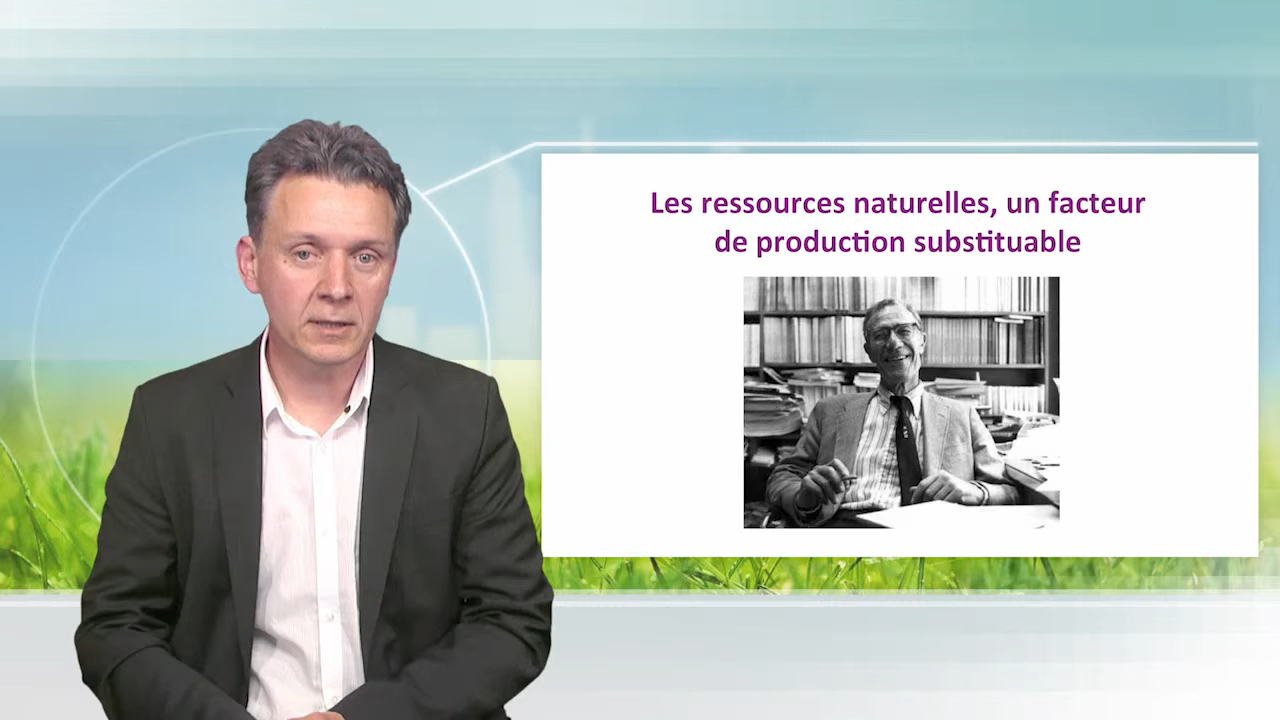 Les ressources naturelles, un facteur
de production substituable